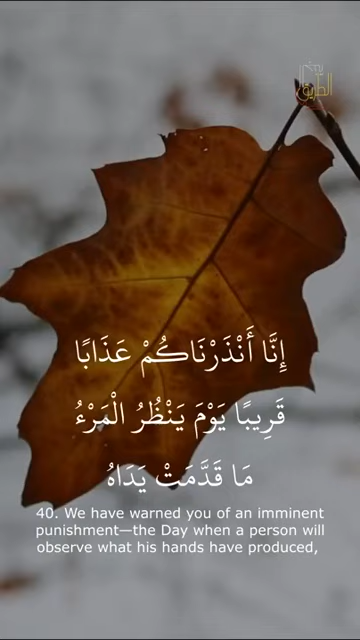 الطريق
إِنَّا أَنْذَرْنَاكُمْ عَذَابًا
قَرِيبًا يَوْمَ يَنْظُرُ الْمَرْءُ
مَا قَدَّمَتْ يَدَاهُ
40. We have warned you of an imminent
punishment—the Day when a person will
observe what his hands have produced,